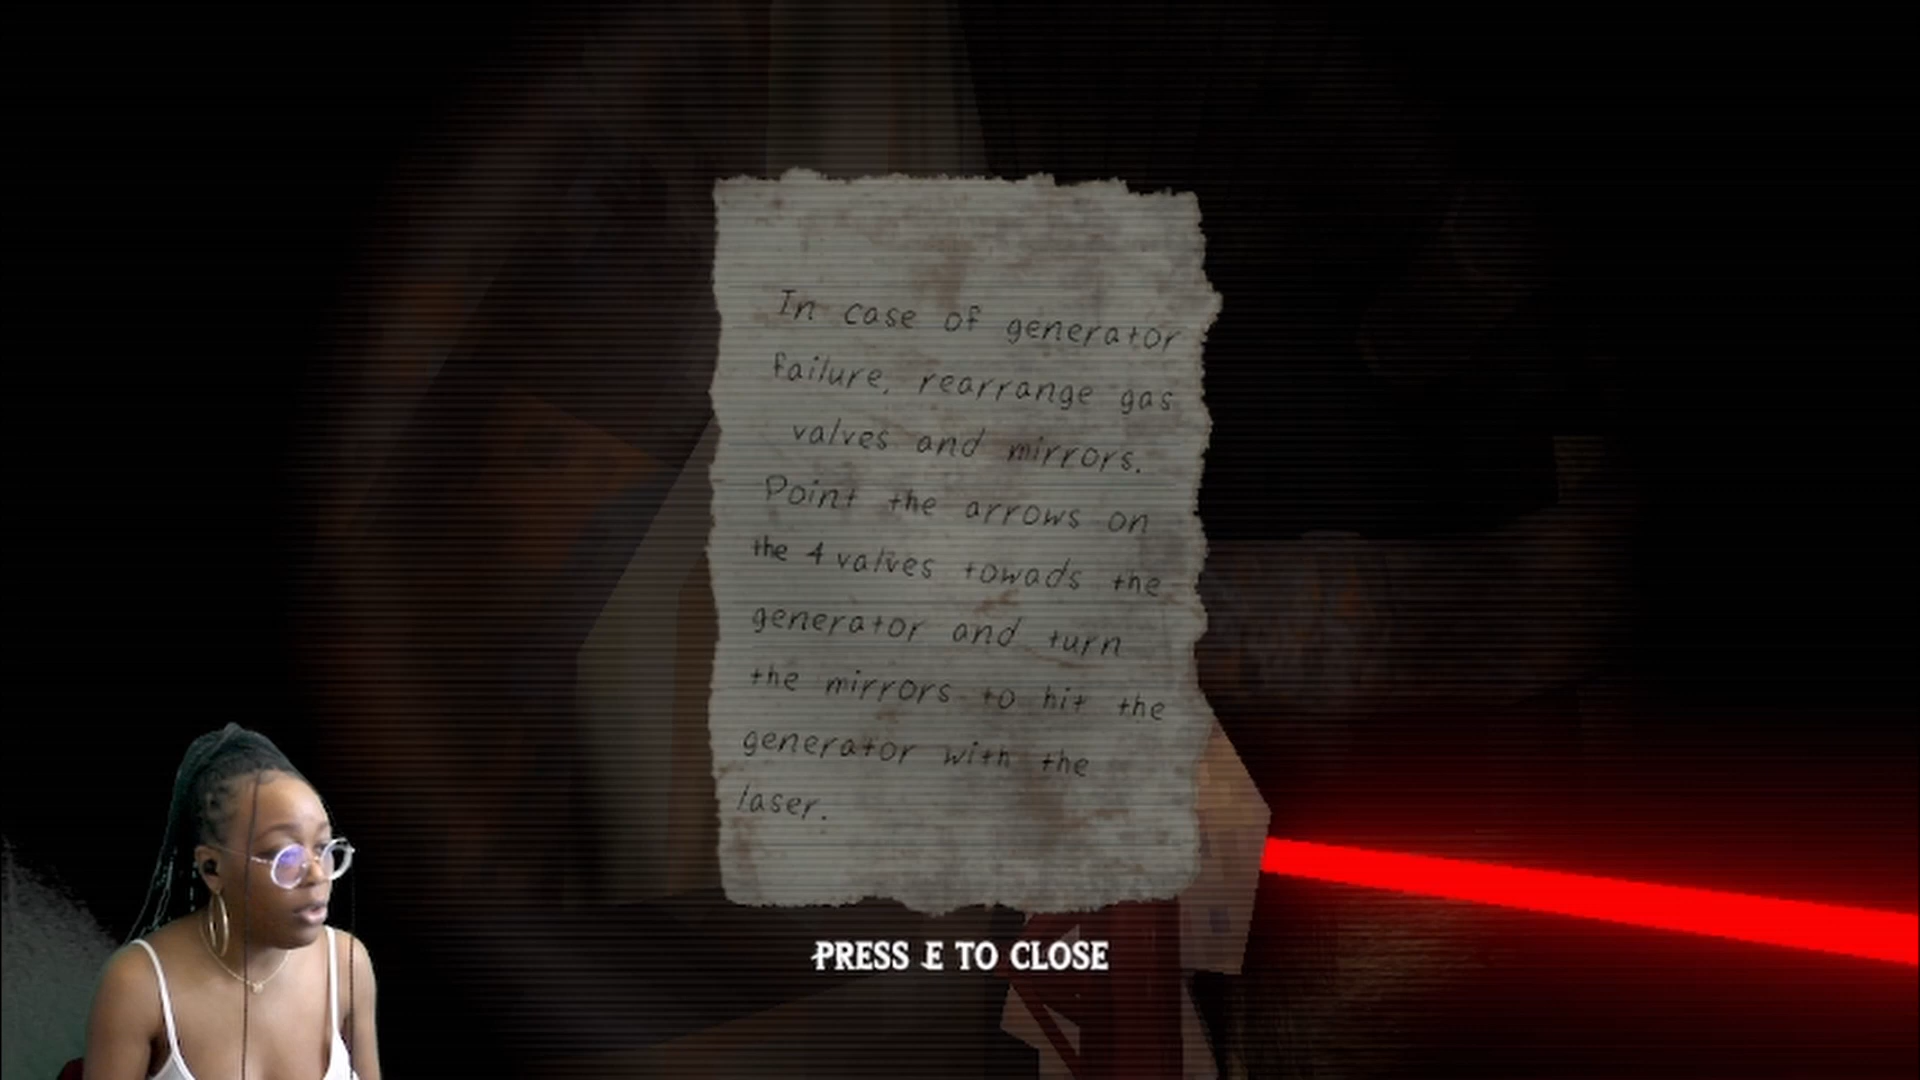 In case of generator
failure, rearrange gas
valves and mirrors.
Point the arrows on
the 4 valves towads the
generator and turn
the mirrors to hit the
generator with the
laser.
PRESS E TO CLOSE